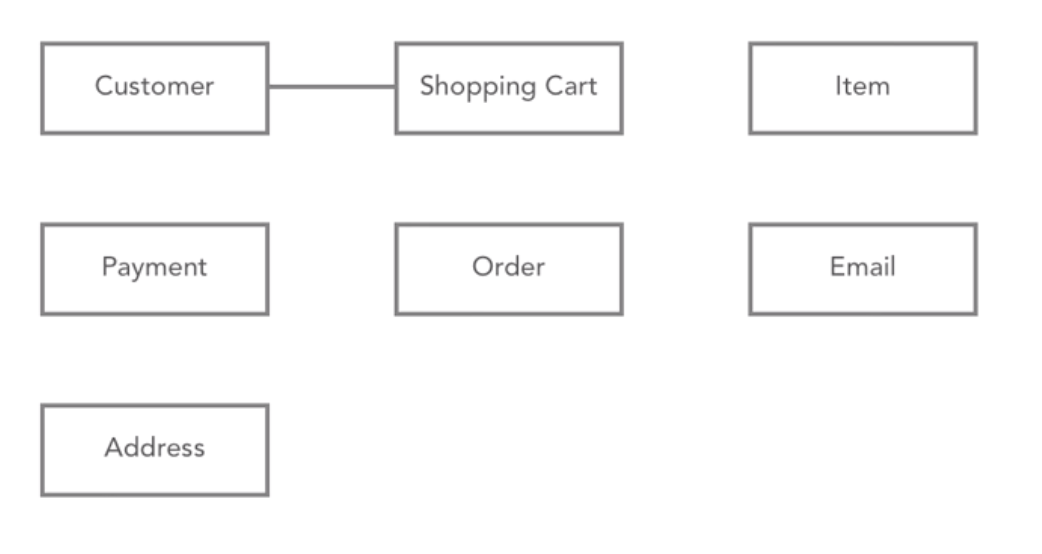 Customer
Shopping Cart
Item
Payment
Order
Email
Address